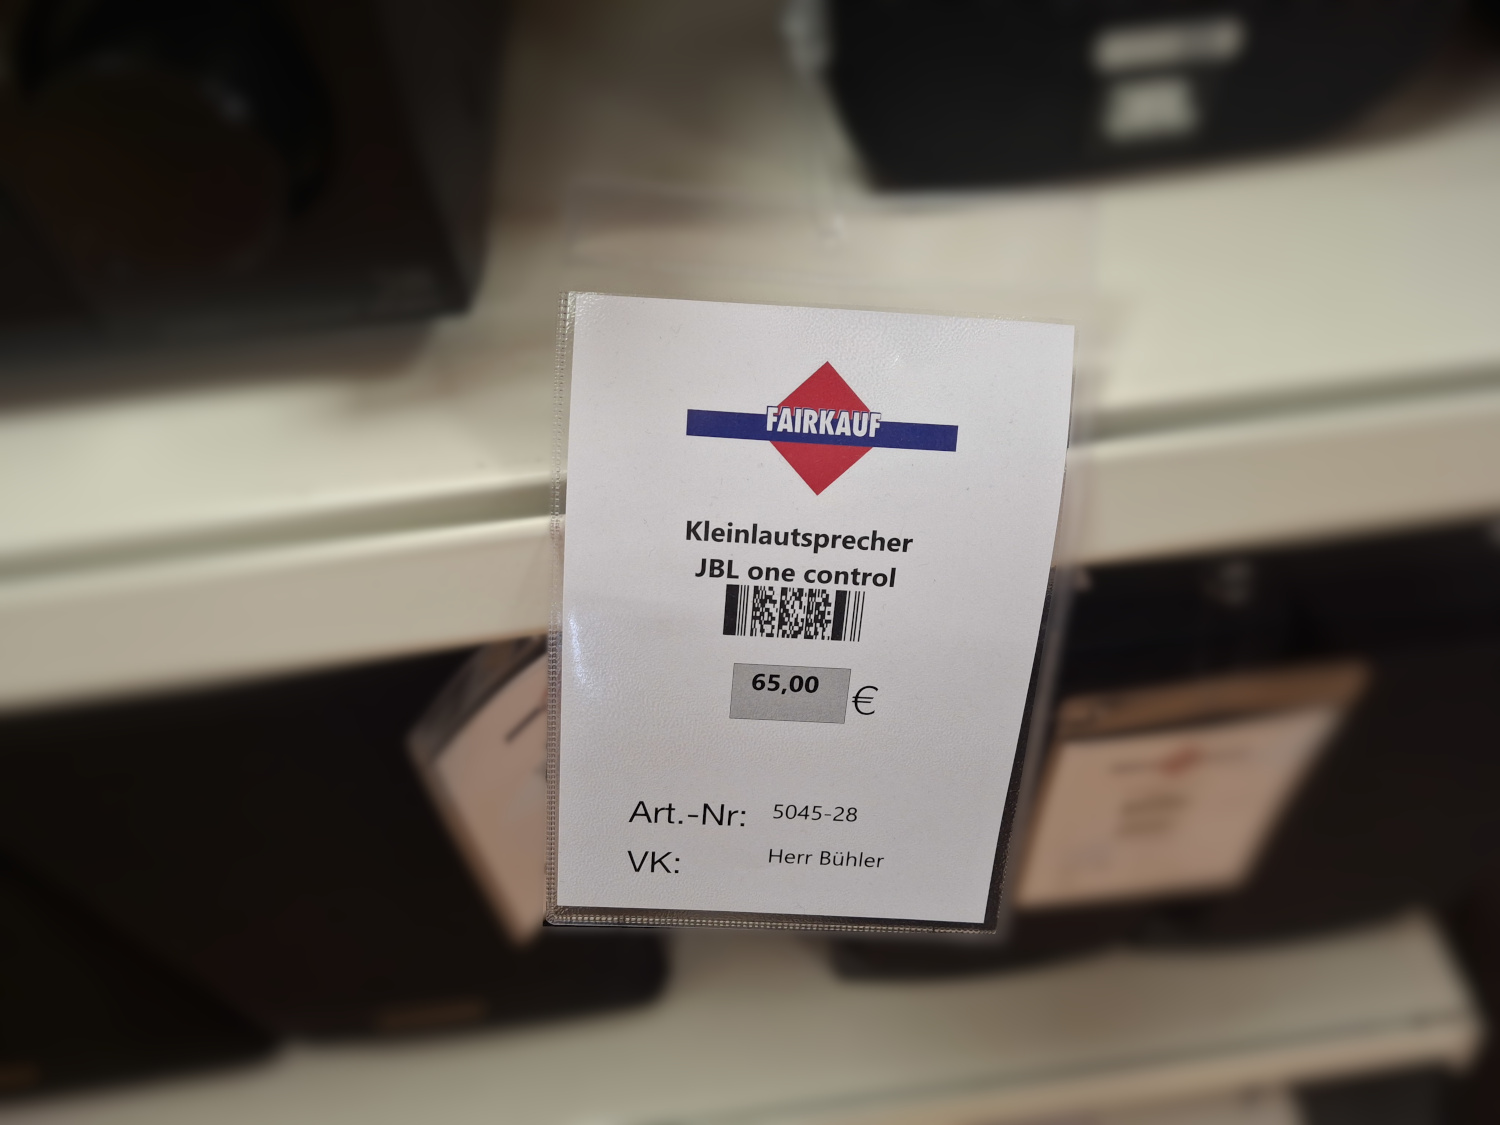 FAIRKAUF
Kleinlautsprecher
JBL one control
65,00 €
Art.-Nr: 5045-28
VK: Herr Bühler